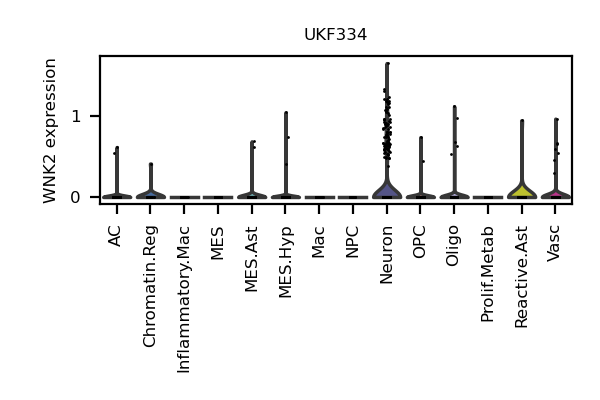 UKF334
WNK2 expression
1
0
AC
Chromatin.Reg
Inflammatory.Mac
MES
MES.Ast
MES.Hyp
Mac
NPC
Neuron
OPC
Oligo
Prolif.Metab
Reactive.Ast
Vasc